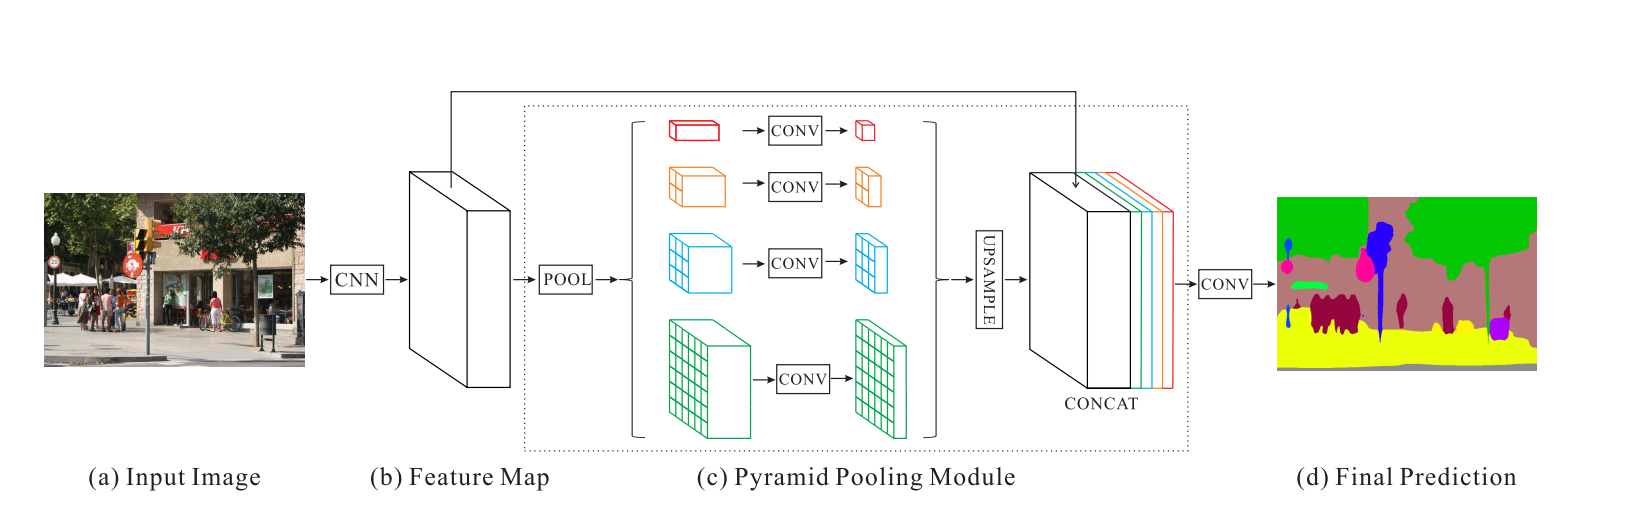 CNN
POOL
CONV
CONV
CONV
CONV
UPSAMPLE
CONCAT
CONV
(a) Input Image
(b) Feature Map
(c) Pyramid Pooling Module
(d) Final Prediction